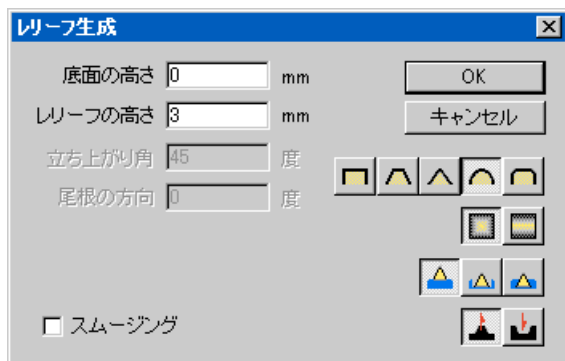 レリーフ生成
底面の高さ 0 mm
OK
レリーフの高さ 3 mm
キャンセル
立ち上がり角 45 度
尾根の方向 0 度
スムージング